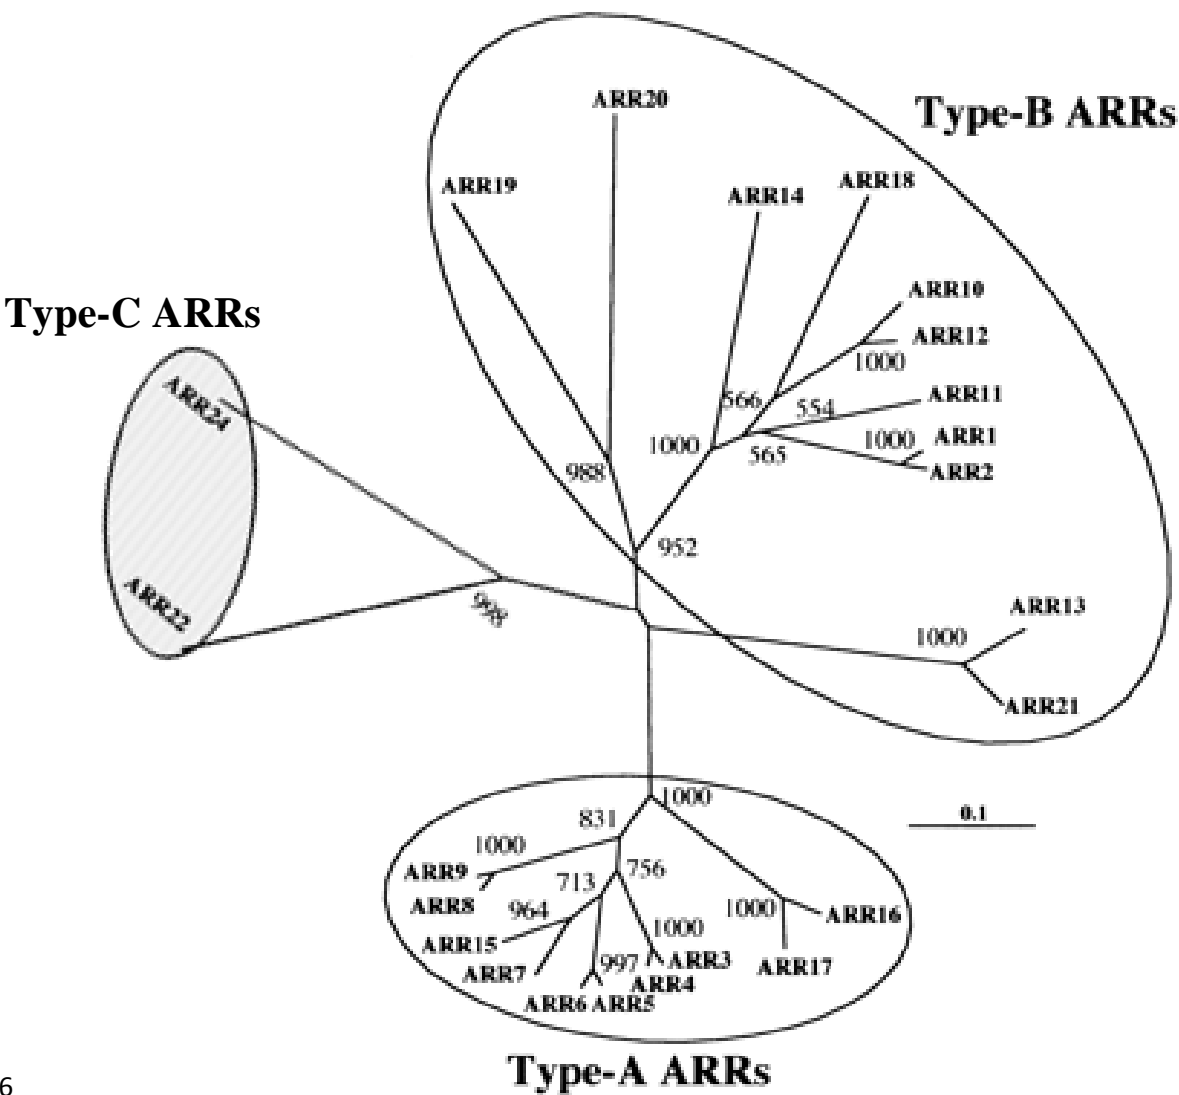 ARR20
Type-B ARRs
ARR19
ARR14
ARR18
ARR10
Type-C ARRs
ARR12
1000
ARR24
566
554
ARR11
1000
1000
ARR1
565
988
ARR2
952
ARR22
998
ARR13
1000
ARR21
1000
831
0.1
1000
ARR9
713
756
ARR8
964
1000
1000
ARR16
ARR15
997
ARR3
ARR7
ARR4
ARR17
ARR6
ARR5
Type-A ARRs
6